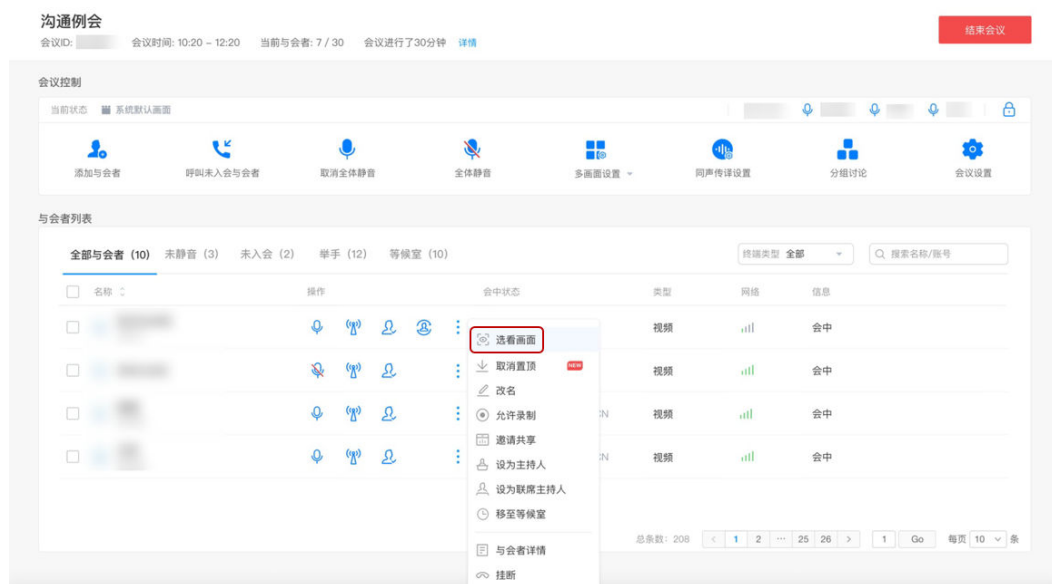 沟通例会
结束会议
会议ID: 会议时间: 10:20 – 12:20 当前与会者: 7 / 30 会议进行了30分钟 详情
会议控制
当前状态 系统默认画面
添加与会者 呼叫未入会与会者 取消全体静音 全体静音 多画面设置 同声传译设置 分组讨论 会议设置
与会者列表
全部与会者 (10) 未静音 (3) 未入会 (2) 举手 (12) 等候室 (10) 终端类型 全部 搜索名称/账号
名称 操作 会中状态 类型 网络 信息
选看画面 视频 会中
取消置顶 NEW 视频 会中
改名
允许录制 CN 视频 会中
邀请共享
设为主持人 CN 视频 会中
设为联席主持人
移至等候室
总条数: 208 < 1 2 ··· 25 26 > 1 Go 每页 10 条
与会者详情
挂断